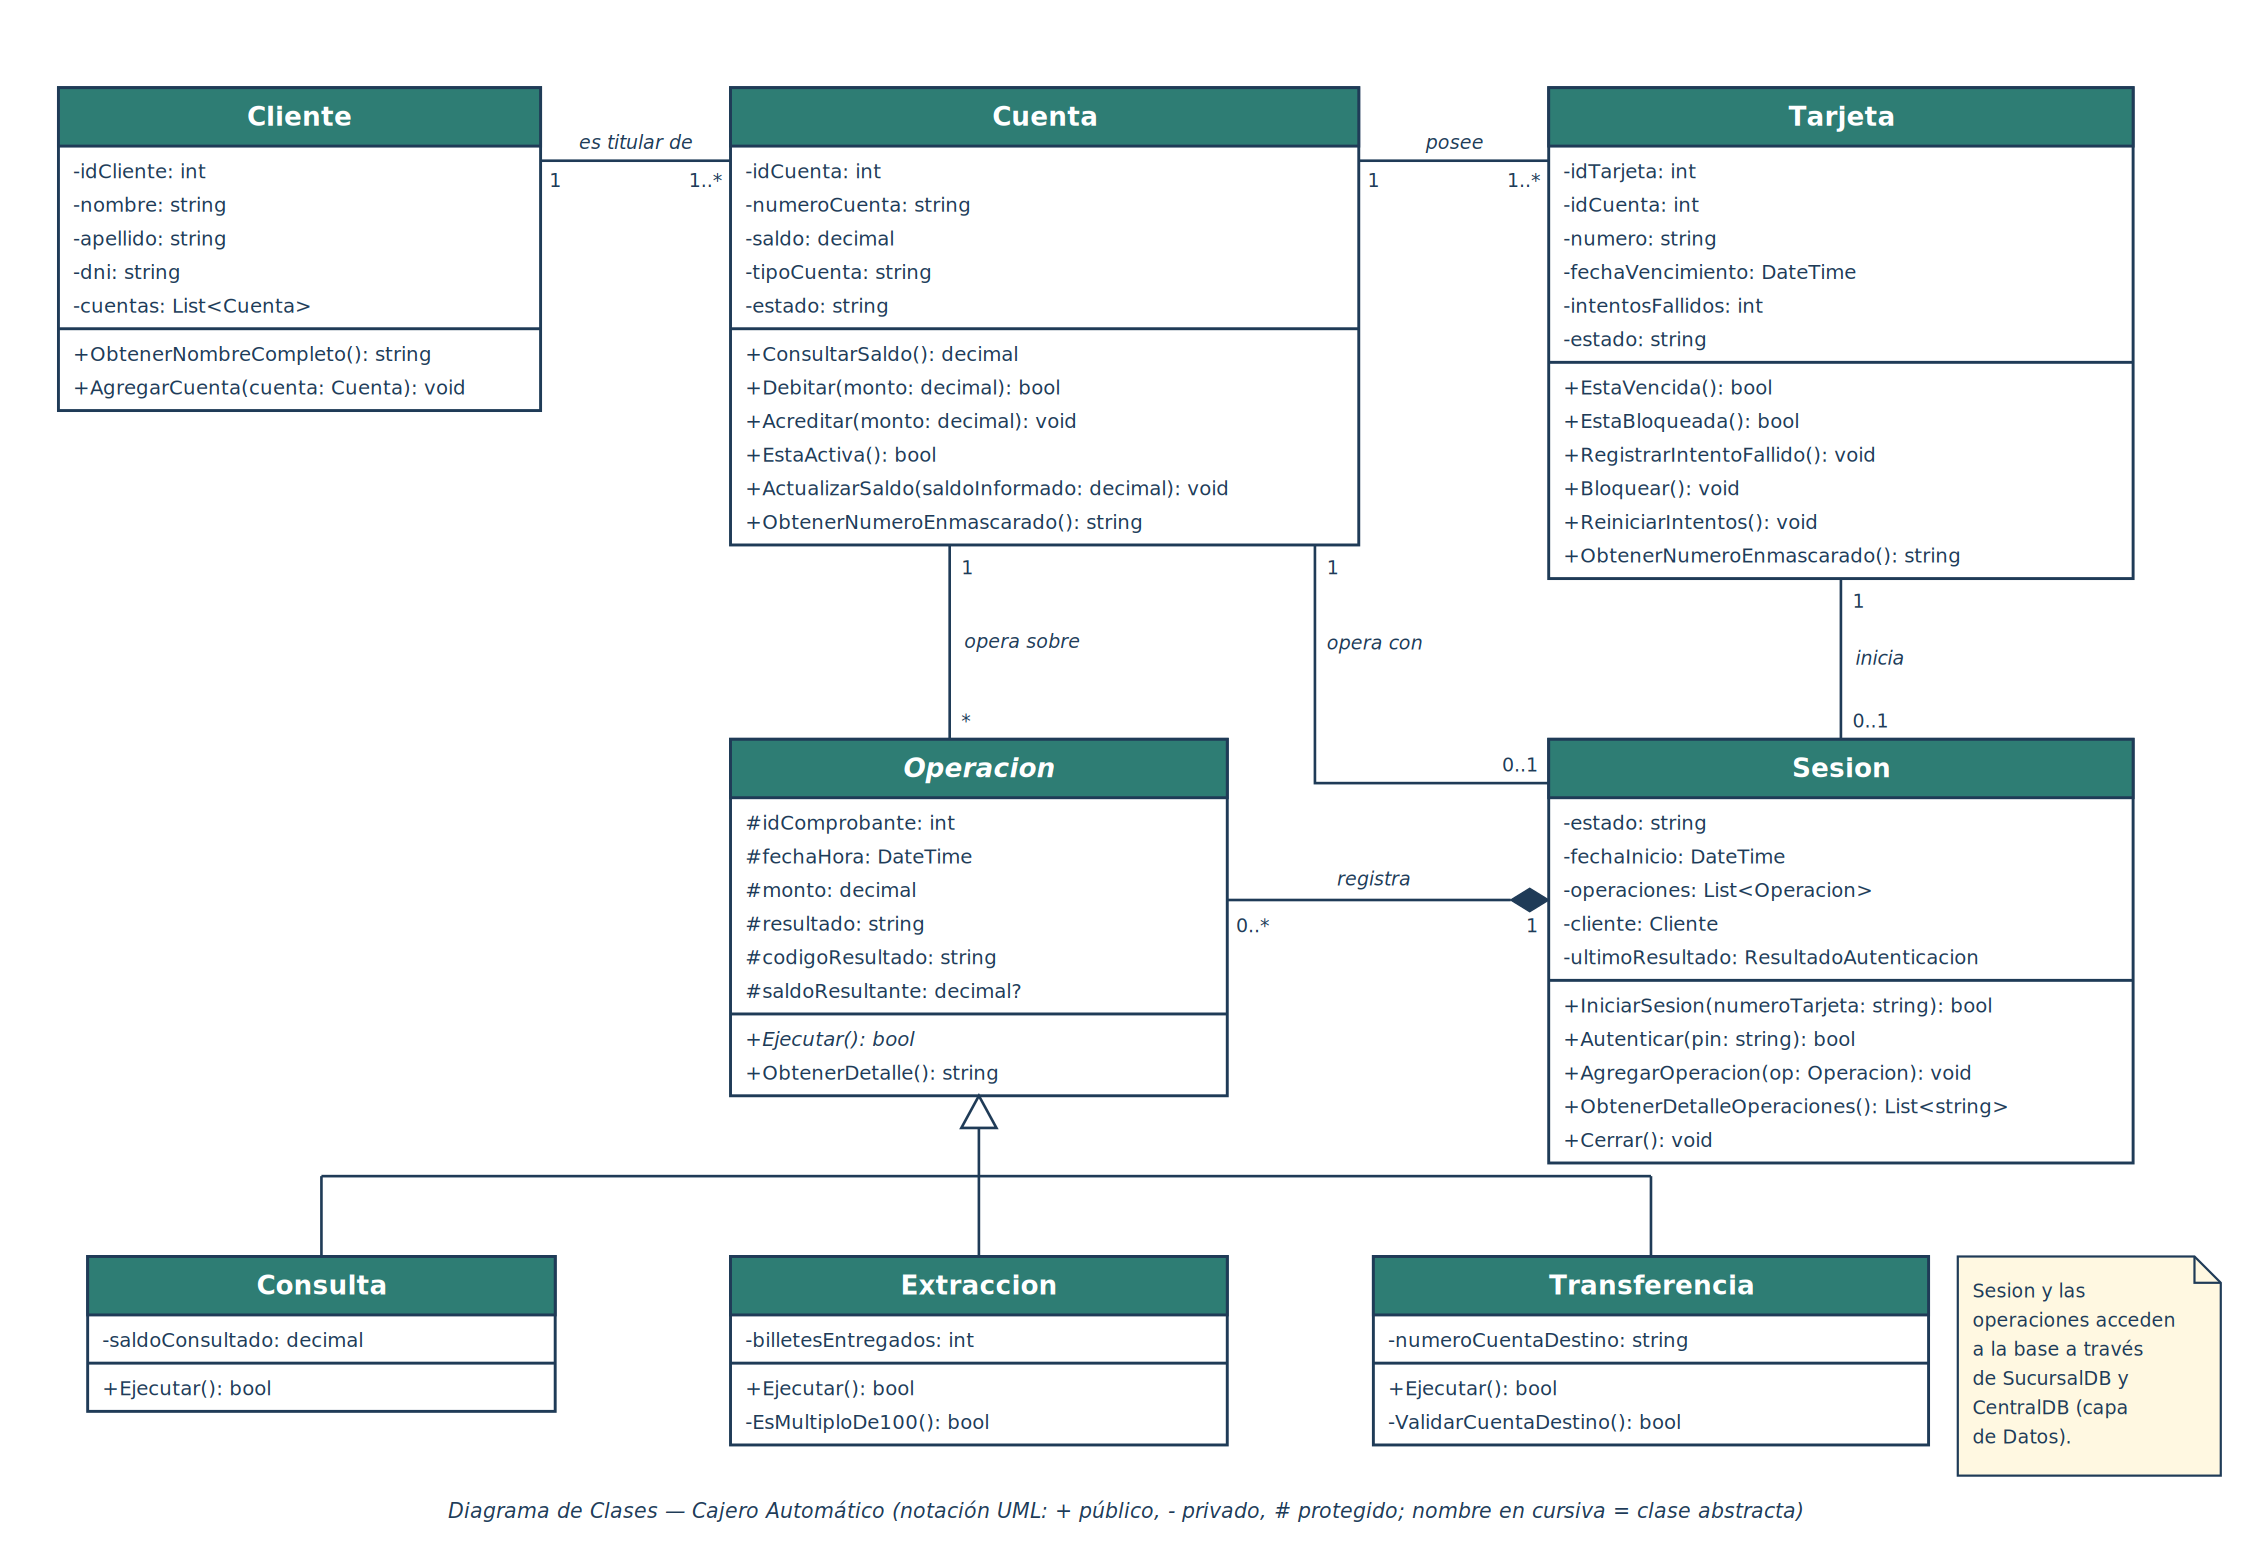 Cliente
-idCliente: int
-nombre: string
-apellido: string
-dni: string
-cuentas: List<Cuenta>
+ObtenerNombreCompleto(): string
+AgregarCuenta(cuenta: Cuenta): void
es titular de
1
1..*
Cuenta
-idCuenta: int
-numeroCuenta: string
-saldo: decimal
-tipoCuenta: string
-estado: string
+ConsultarSaldo(): decimal
+Debitar(monto: decimal): bool
+Acreditar(monto: decimal): void
+EstaActiva(): bool
+ActualizarSaldo(saldoInformado: decimal): void
+ObtenerNumeroEnmascarado(): string
posee
1
1..*
Tarjeta
-idTarjeta: int
-idCuenta: int
-numero: string
-fechaVencimiento: DateTime
-intentosFallidos: int
-estado: string
+EstaVencida(): bool
+EstaBloqueada(): bool
+RegistrarIntentoFallido(): void
+Bloquear(): void
+ReiniciarIntentos(): void
+ObtenerNumeroEnmascarado(): string
1
opera sobre
*
1
opera con
0..1
1
inicia
0..1
Operacion
#idComprobante: int
#fechaHora: DateTime
#monto: decimal
#resultado: string
#codigoResultado: string
#saldoResultante: decimal?
+Ejecutar(): bool
+ObtenerDetalle(): string
registra
0..*
1
Sesion
-estado: string
-fechaInicio: DateTime
-operaciones: List<Operacion>
-cliente: Cliente
-ultimoResultado: ResultadoAutenticacion
+IniciarSesion(numeroTarjeta: string): bool
+Autenticar(pin: string): bool
+AgregarOperacion(op: Operacion): void
+ObtenerDetalleOperaciones(): List<string>
+Cerrar(): void
Consulta
-saldoConsultado: decimal
+Ejecutar(): bool
Extraccion
-billetesEntregados: int
+Ejecutar(): bool
-EsMultiploDe100(): bool
Transferencia
-numeroCuentaDestino: string
+Ejecutar(): bool
-ValidarCuentaDestino(): bool
Sesion y las
operaciones acceden
a la base a través
de SucursalDB y
CentralDB (capa
de Datos).
Diagrama de Clases — Cajero Automático (notación UML: + público, - privado, # protegido; nombre en cursiva = clase abstracta)